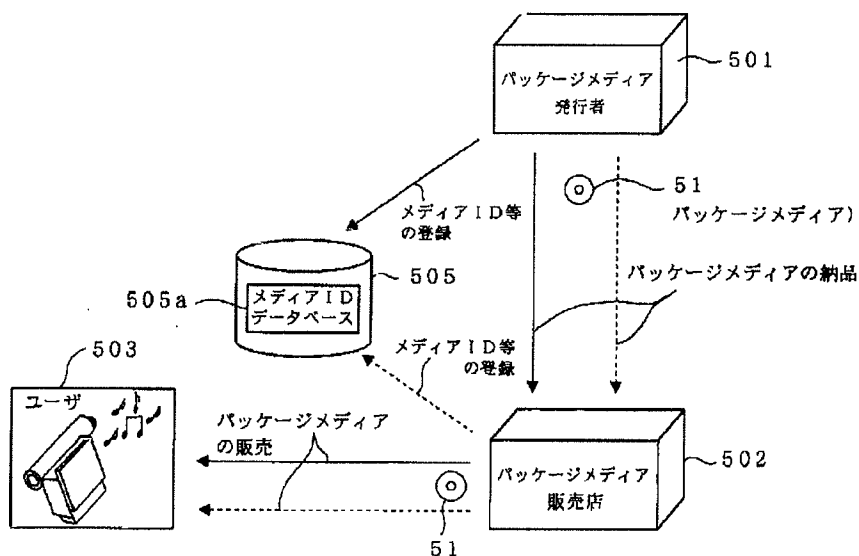 パッケージメディア
発行者
501
51
パッケージメディア)
メディアID等
の登録
505
505a
メディアID
データベース
パッケージメディアの納品
メディアID等
の登録
503
ユーザ
パッケージメディア
の販売
パッケージメディア
販売店
502
51